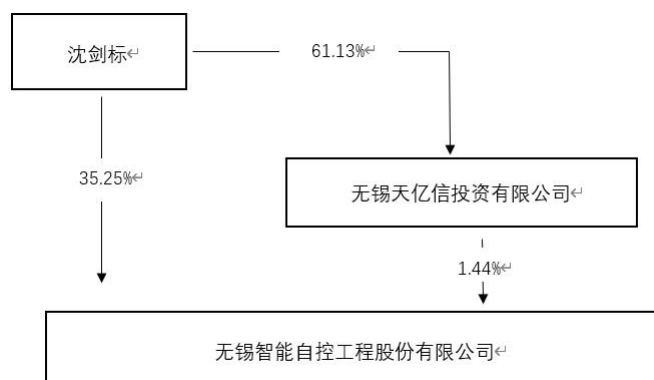 沈剑标
61.13%
35.25%
无锡天亿信投资有限公司
1.44%
无锡智能自控工程股份有限公司